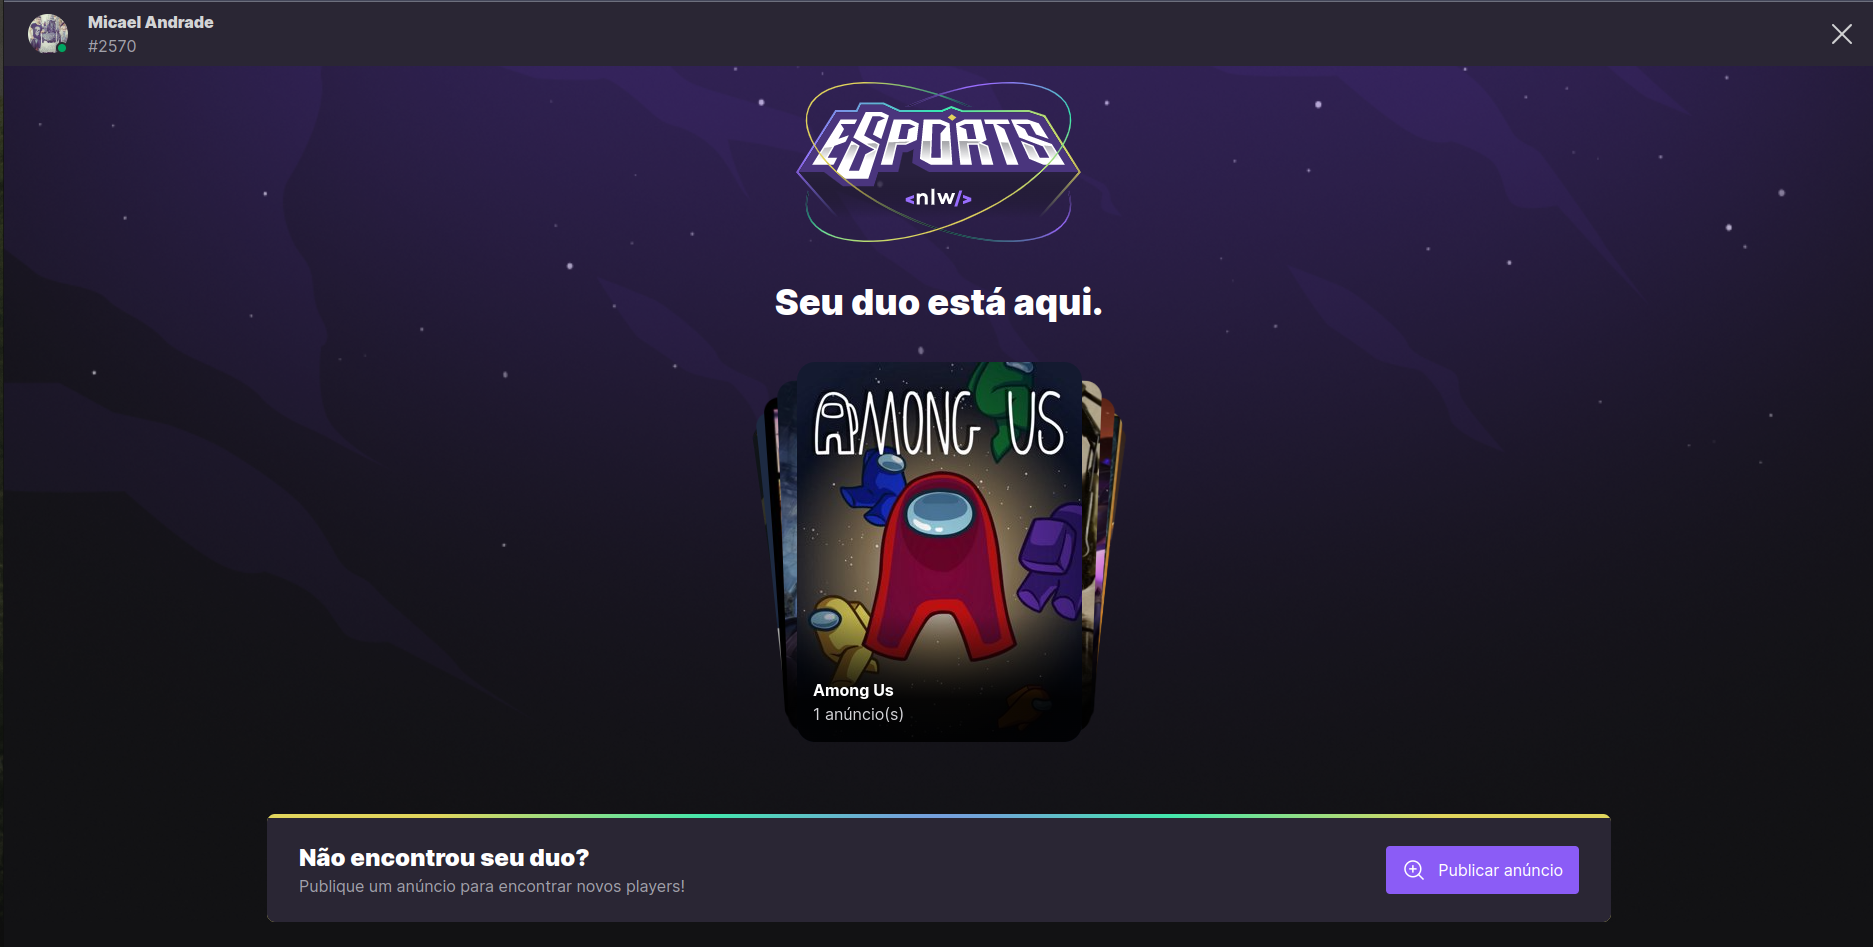 Micael Andrade
#2570
ESPORTS
<nlw/>
Seu duo está aqui.
AMONG US
Among Us
1 anúncio(s)
Não encontrou seu duo?
Publique um anúncio para encontrar novos players!
Publicar anúncio